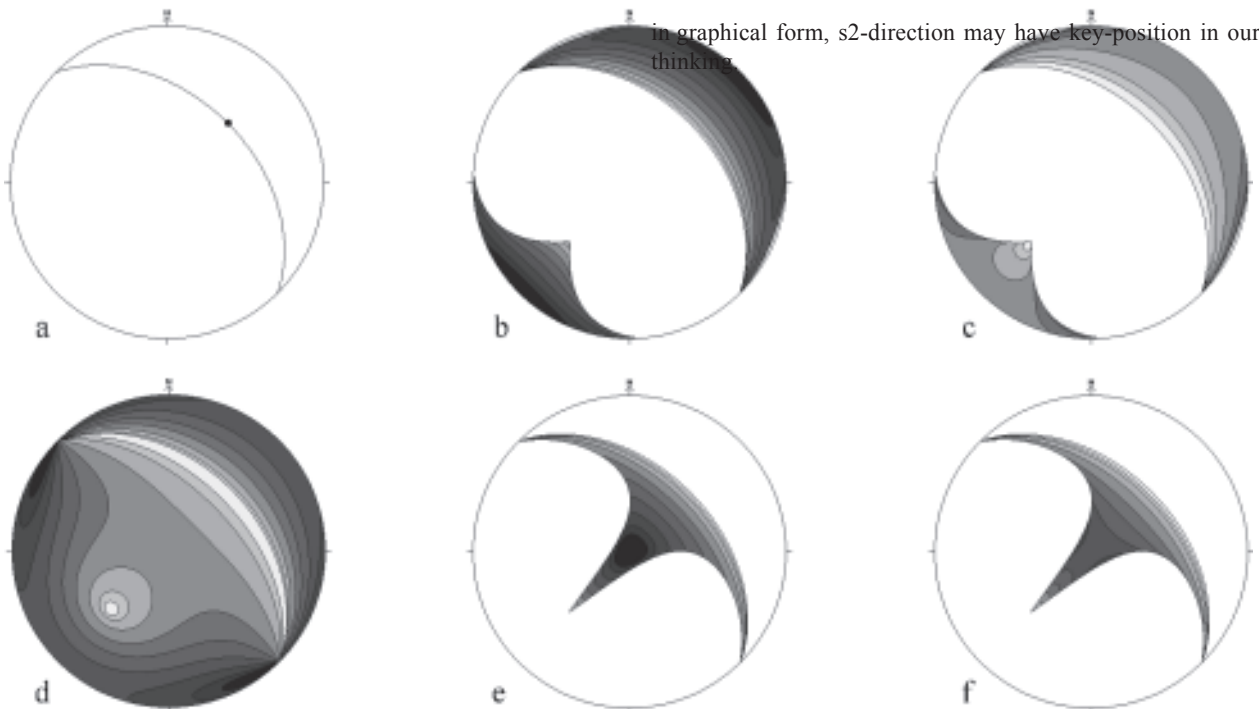 in graphical form, s2-direction may have key-position in our
thinking.
a
b
c
d
e
f